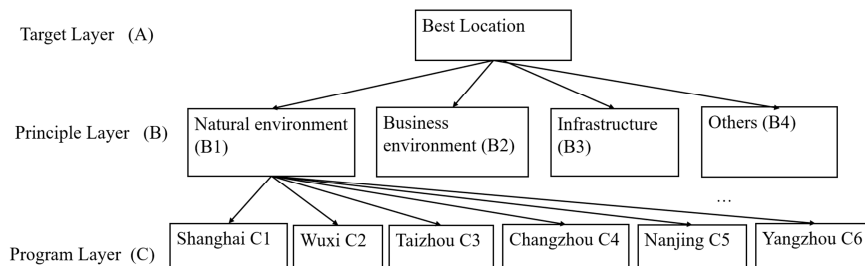 Target Layer (A)
Best Location
Principle Layer (B)
Natural environment
(B1)
Business
environment (B2)
Infrastructure
(B3)
Others (B4)
...
Program Layer (C)
Shanghai C1
Wuxi C2
Taizhou C3
Changzhou C4
Nanjing C5
Yangzhou C6